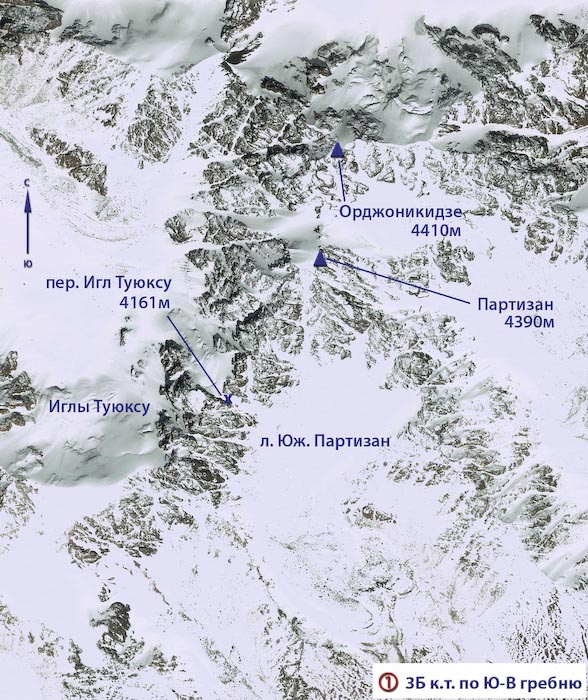 с
Орджоникидзе
4410м
ю
пер. Игл Туюксу
4161м
Партизан
4390м
Иглы Туюксу
х
л. Юж. Партизан
1 3Б к.т. по Ю-В гребню